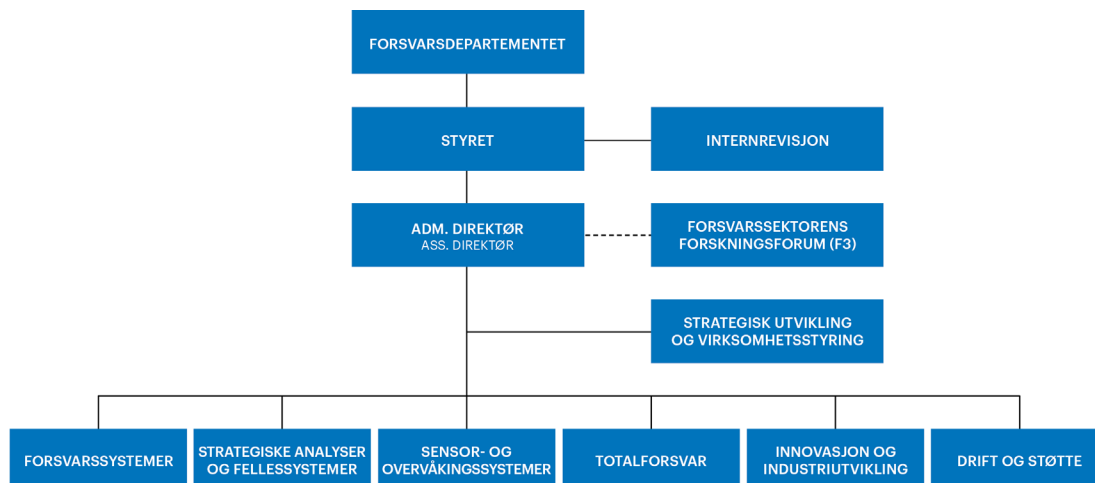 FORSVARSDEPARTEMENTET
STYRET
INTERNREVISJON
ADM. DIREKTØR
ASS. DIREKTØR
FORSVARSSEKTORENS
FORSKNINGSFORUM (F3)
STRATEGISK UTVIKLING
OG VIRKSOMHETSSTYRING
FORSVARSSYSTEMER
STRATEGISKE ANALYSER
OG FELLESSYSTEMER
SENSOR- OG
OVERVÅKINGSSYSTEMER
TOTALFORSVAR
INNOVASJON OG
INDUSTRIUTVIKLING
DRIFT OG STØTTE